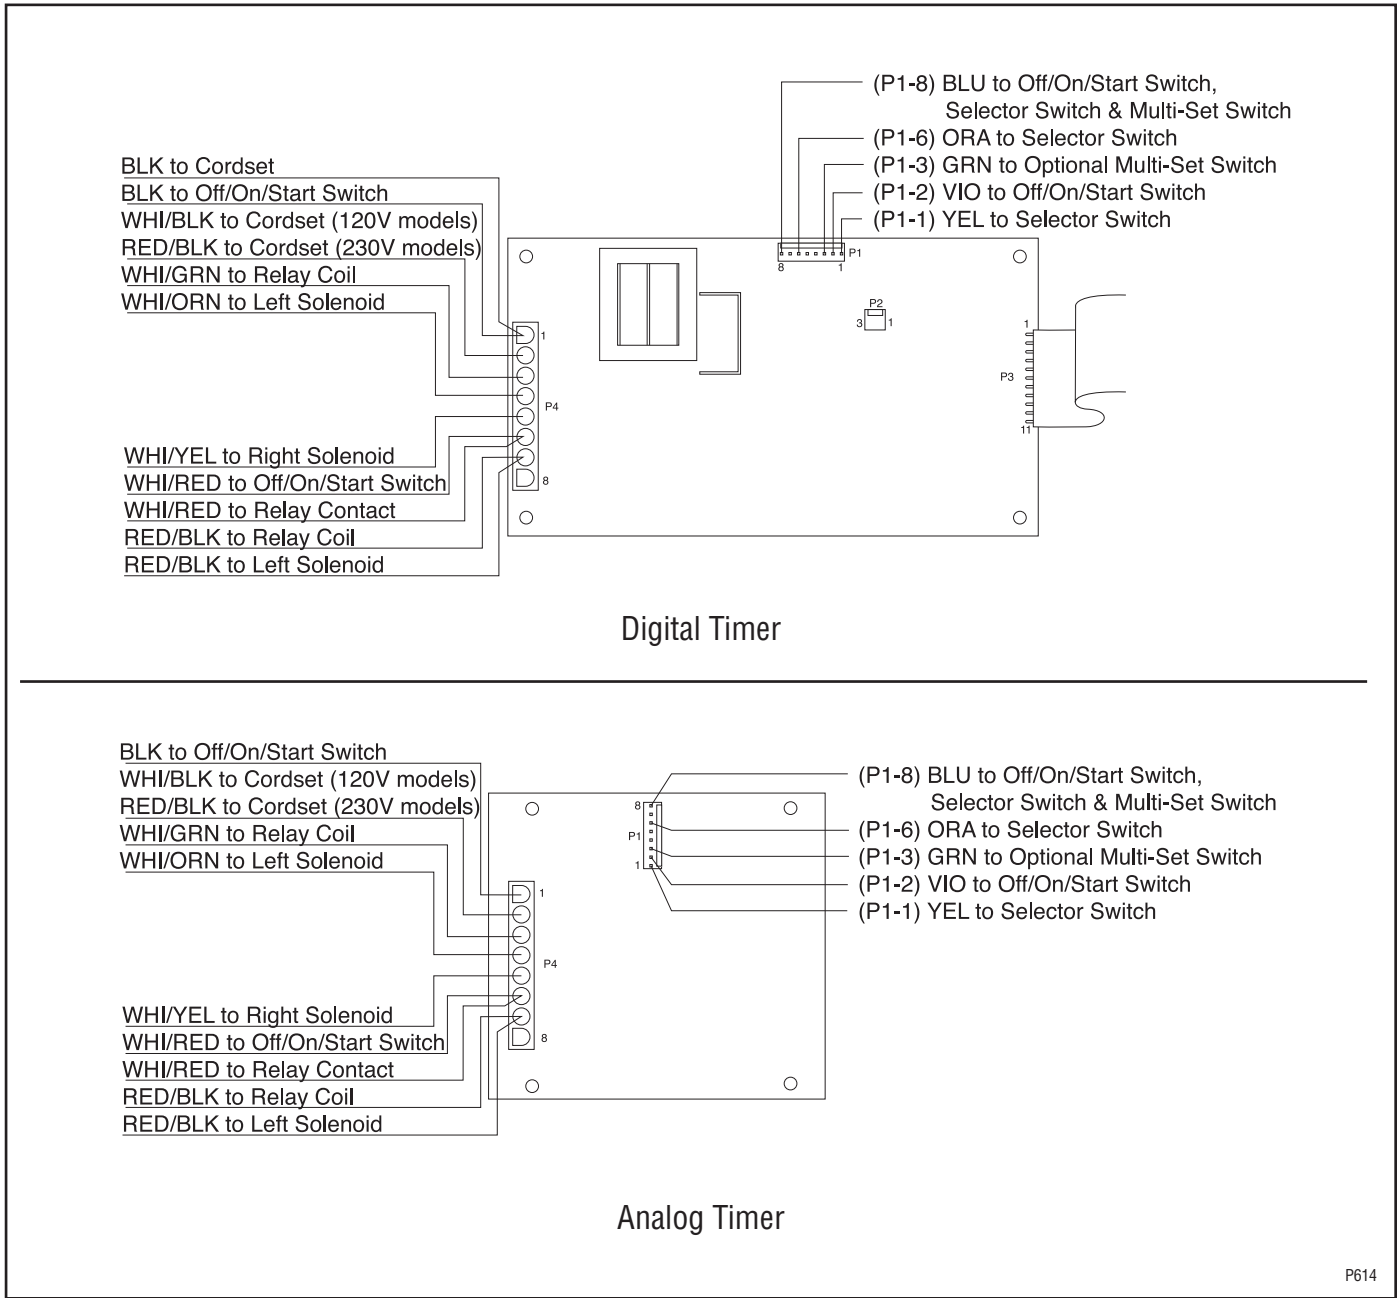 (P1-8) BLU to Off/On/Start Switch,
Selector Switch & Multi-Set Switch
(P1-6) ORA to Selector Switch
(P1-3) GRN to Optional Multi-Set Switch
(P1-2) VIO to Off/On/Start Switch
(P1-1) YEL to Selector Switch
BLK to Cordset
BLK to Off/On/Start Switch
WHI/BLK to Cordset (120V models)
RED/BLK to Cordset (230V models)
WHI/GRN to Relay Coil
WHI/ORN to Left Solenoid
P1
8 1
P2
3 1
1
P3
11
1
P4
8
WHI/YEL to Right Solenoid
WHI/RED to Off/On/Start Switch
WHI/RED to Relay Contact
RED/BLK to Relay Coil
RED/BLK to Left Solenoid
Digital Timer
BLK to Off/On/Start Switch
WHI/BLK to Cordset (120V models)
RED/BLK to Cordset (230V models)
WHI/GRN to Relay Coil
WHI/ORN to Left Solenoid
8
P1
1
(P1-8) BLU to Off/On/Start Switch,
Selector Switch & Multi-Set Switch
(P1-6) ORA to Selector Switch
(P1-3) GRN to Optional Multi-Set Switch
(P1-2) VIO to Off/On/Start Switch
(P1-1) YEL to Selector Switch
1
P4
8
WHI/YEL to Right Solenoid
WHI/RED to Off/On/Start Switch
WHI/RED to Relay Contact
RED/BLK to Relay Coil
RED/BLK to Left Solenoid
Analog Timer
P614